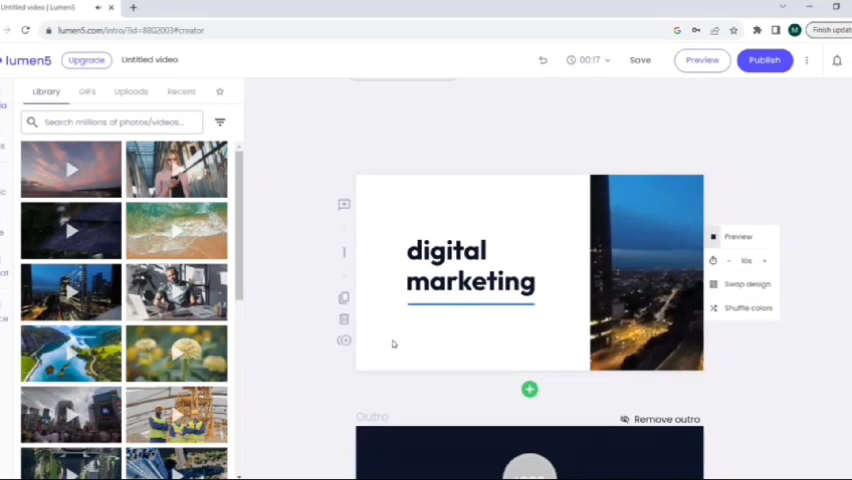 Untitled video | Lumen5
lumen5.com/intro/?id=8802003#creator
M
Finish update
lumen5
Upgrade
Untitled video
00:17
Save
Preview
Publish
Library
GIFs
Uploads
Recent
Search millions of photos/videos...
digital
marketing
1
Preview
10s
Swap design
Shuffle colors
Outro
Remove outro